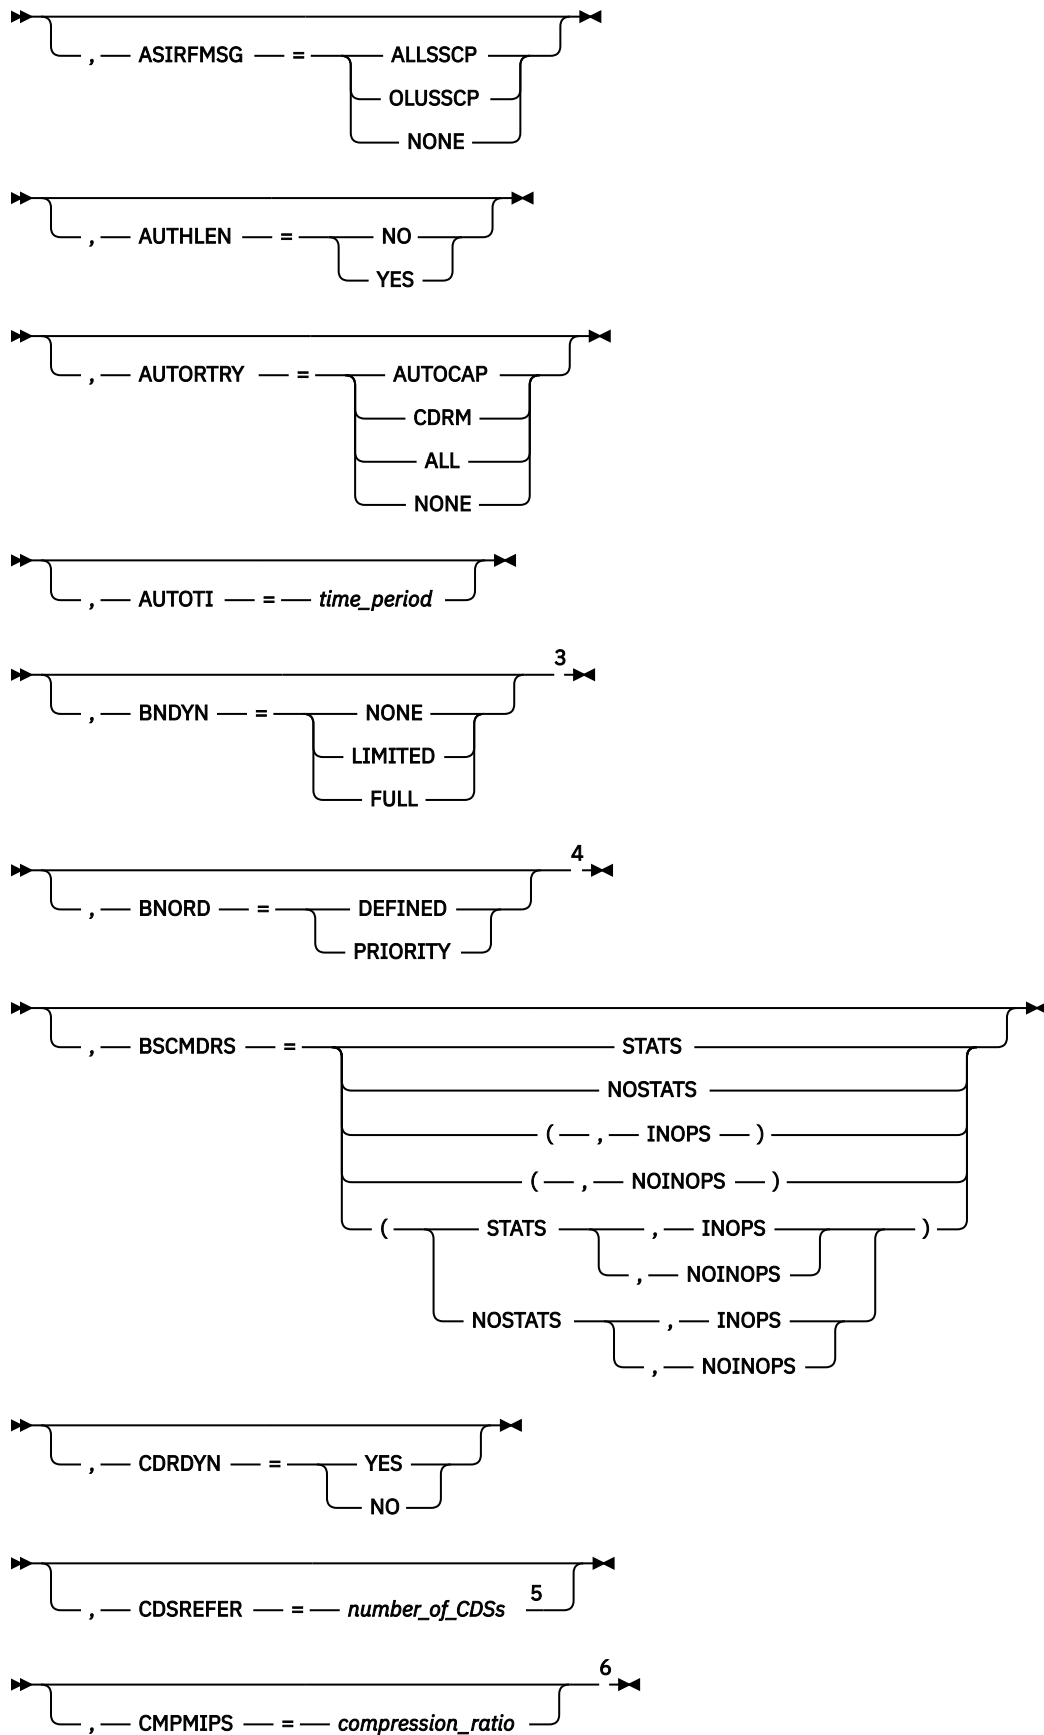 , ASIRFMSG = ALLSSCP
OLUSSCP
NONE
, AUTHLEN = NO
YES
, AUTORTRY = AUTOCAP
CDRM
ALL
NONE
, AUTOTI = time_period
3
, BNDYN = NONE
LIMITED
FULL
4
, BNORD = DEFINED
PRIORITY
, BSCMDRS = STATS
NOSTATS
( , INOPS )
( , NOINOPS )
( STATS , INOPS )
, NOINOPS
NOSTATS , INOPS
, NOINOPS
, CDRDYN = YES
NO
, CDSREFER = number_of_CDSs 5
6
, CMPMIPS = compression_ratio